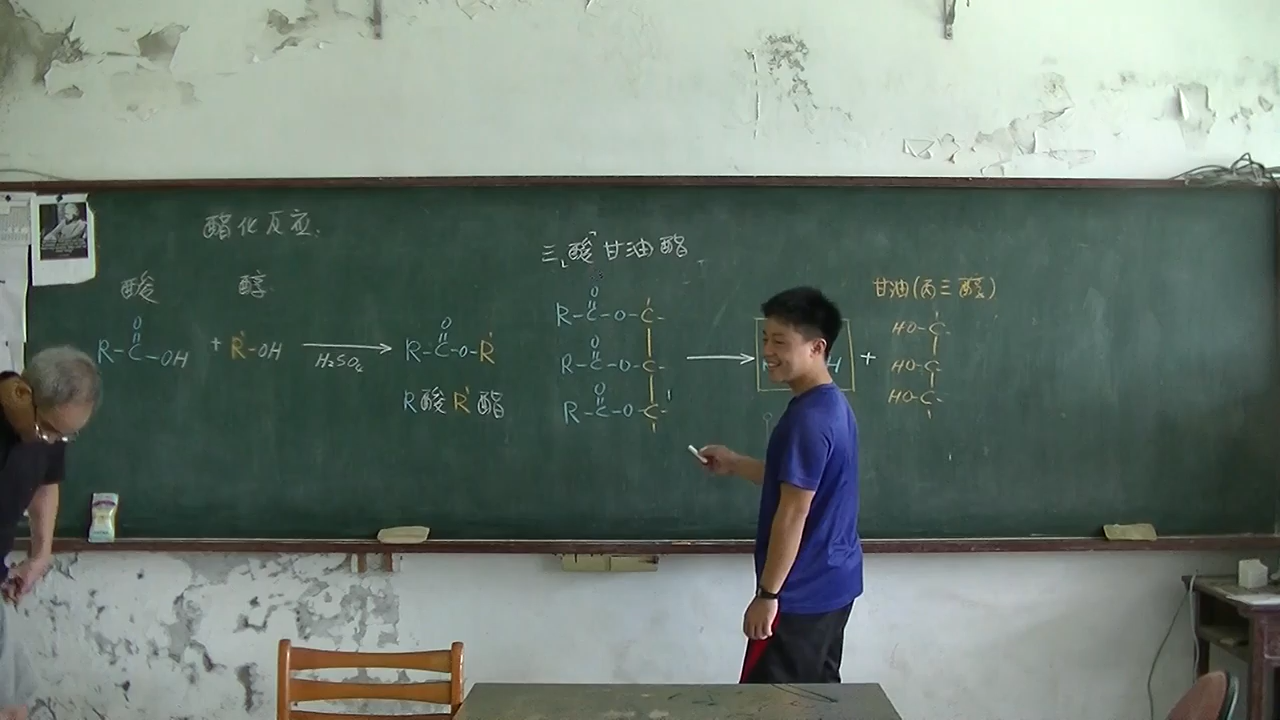 酯化反应.
酸 醇
R-C-OH + R'-OH
O
H₂SO₄
R-C-O-R'
O
R酸R'酯
三酸甘油酯
O
R-C-O-C-
O
R-C-O-C-
O
R-C-O-C-
+
甘油(丙三醇)
HO-C-
HO-C-
HO-C-